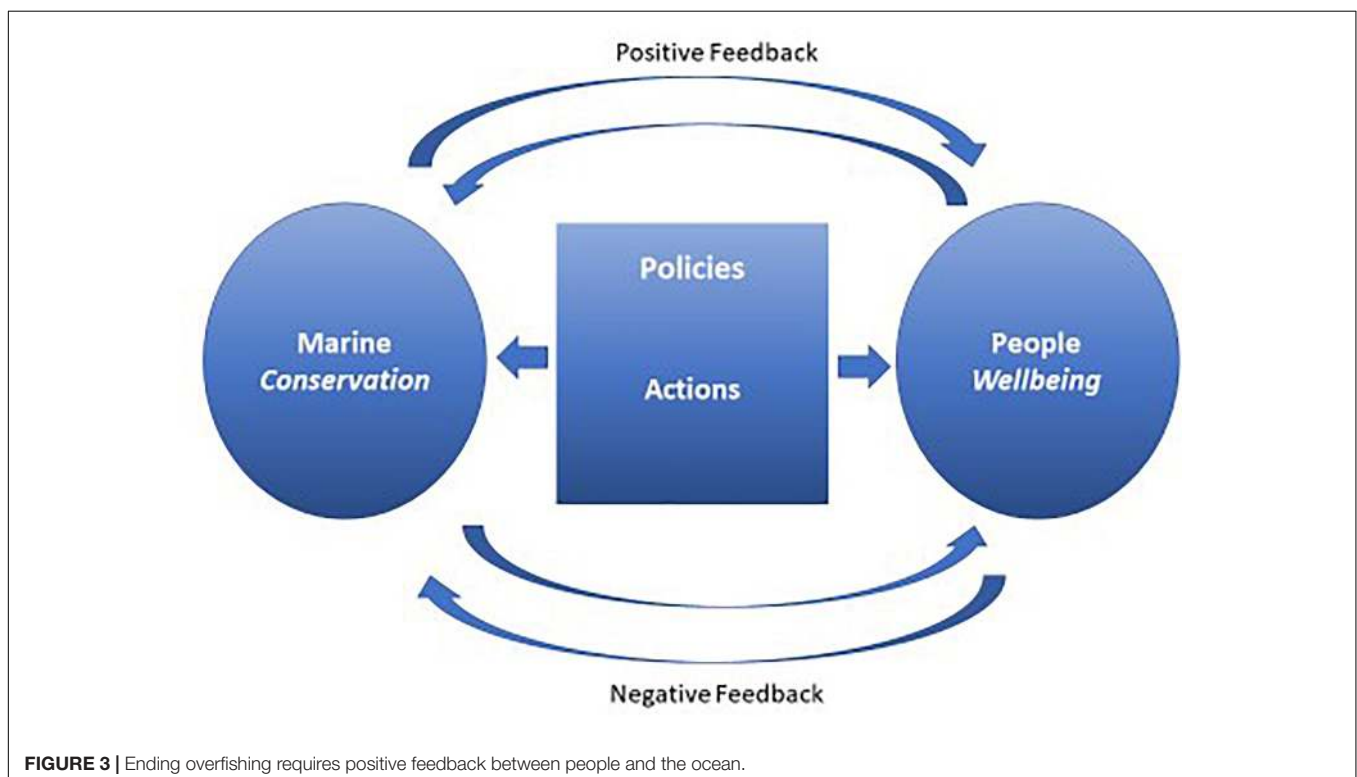 Positive Feedback
Policies
Marine
Conservation
Actions
People
Wellbeing
Negative Feedback
FIGURE 3 | Ending overfishing requires positive feedback between people and the ocean.